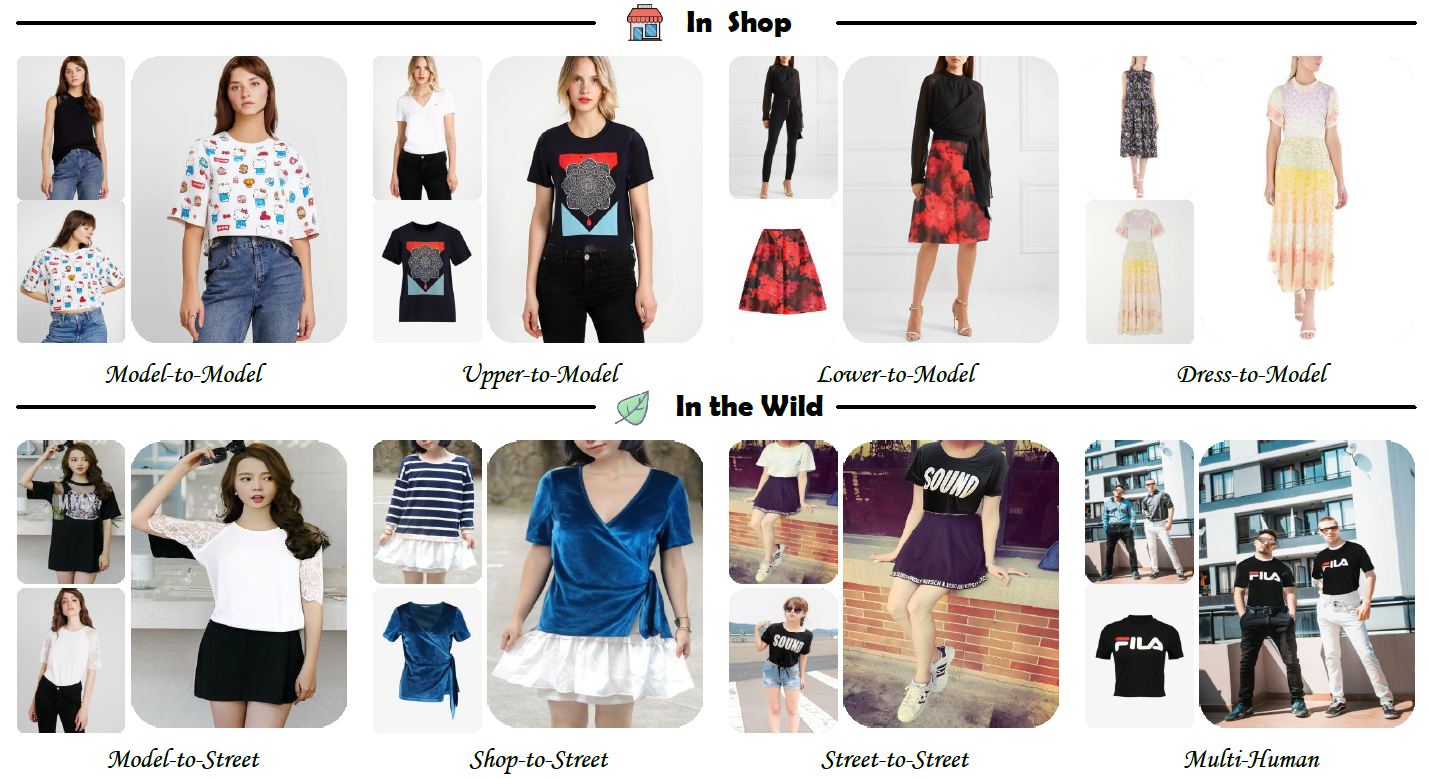 In Shop
Model-to-Model
Upper-to-Model
Lower-to-Model
Dress-to-Model
In the Wild
SOUND
SOUND
FILA
FILA
FILA
Model-to-Street
Shop-to-Street
Street-to-Street
Multi-Human